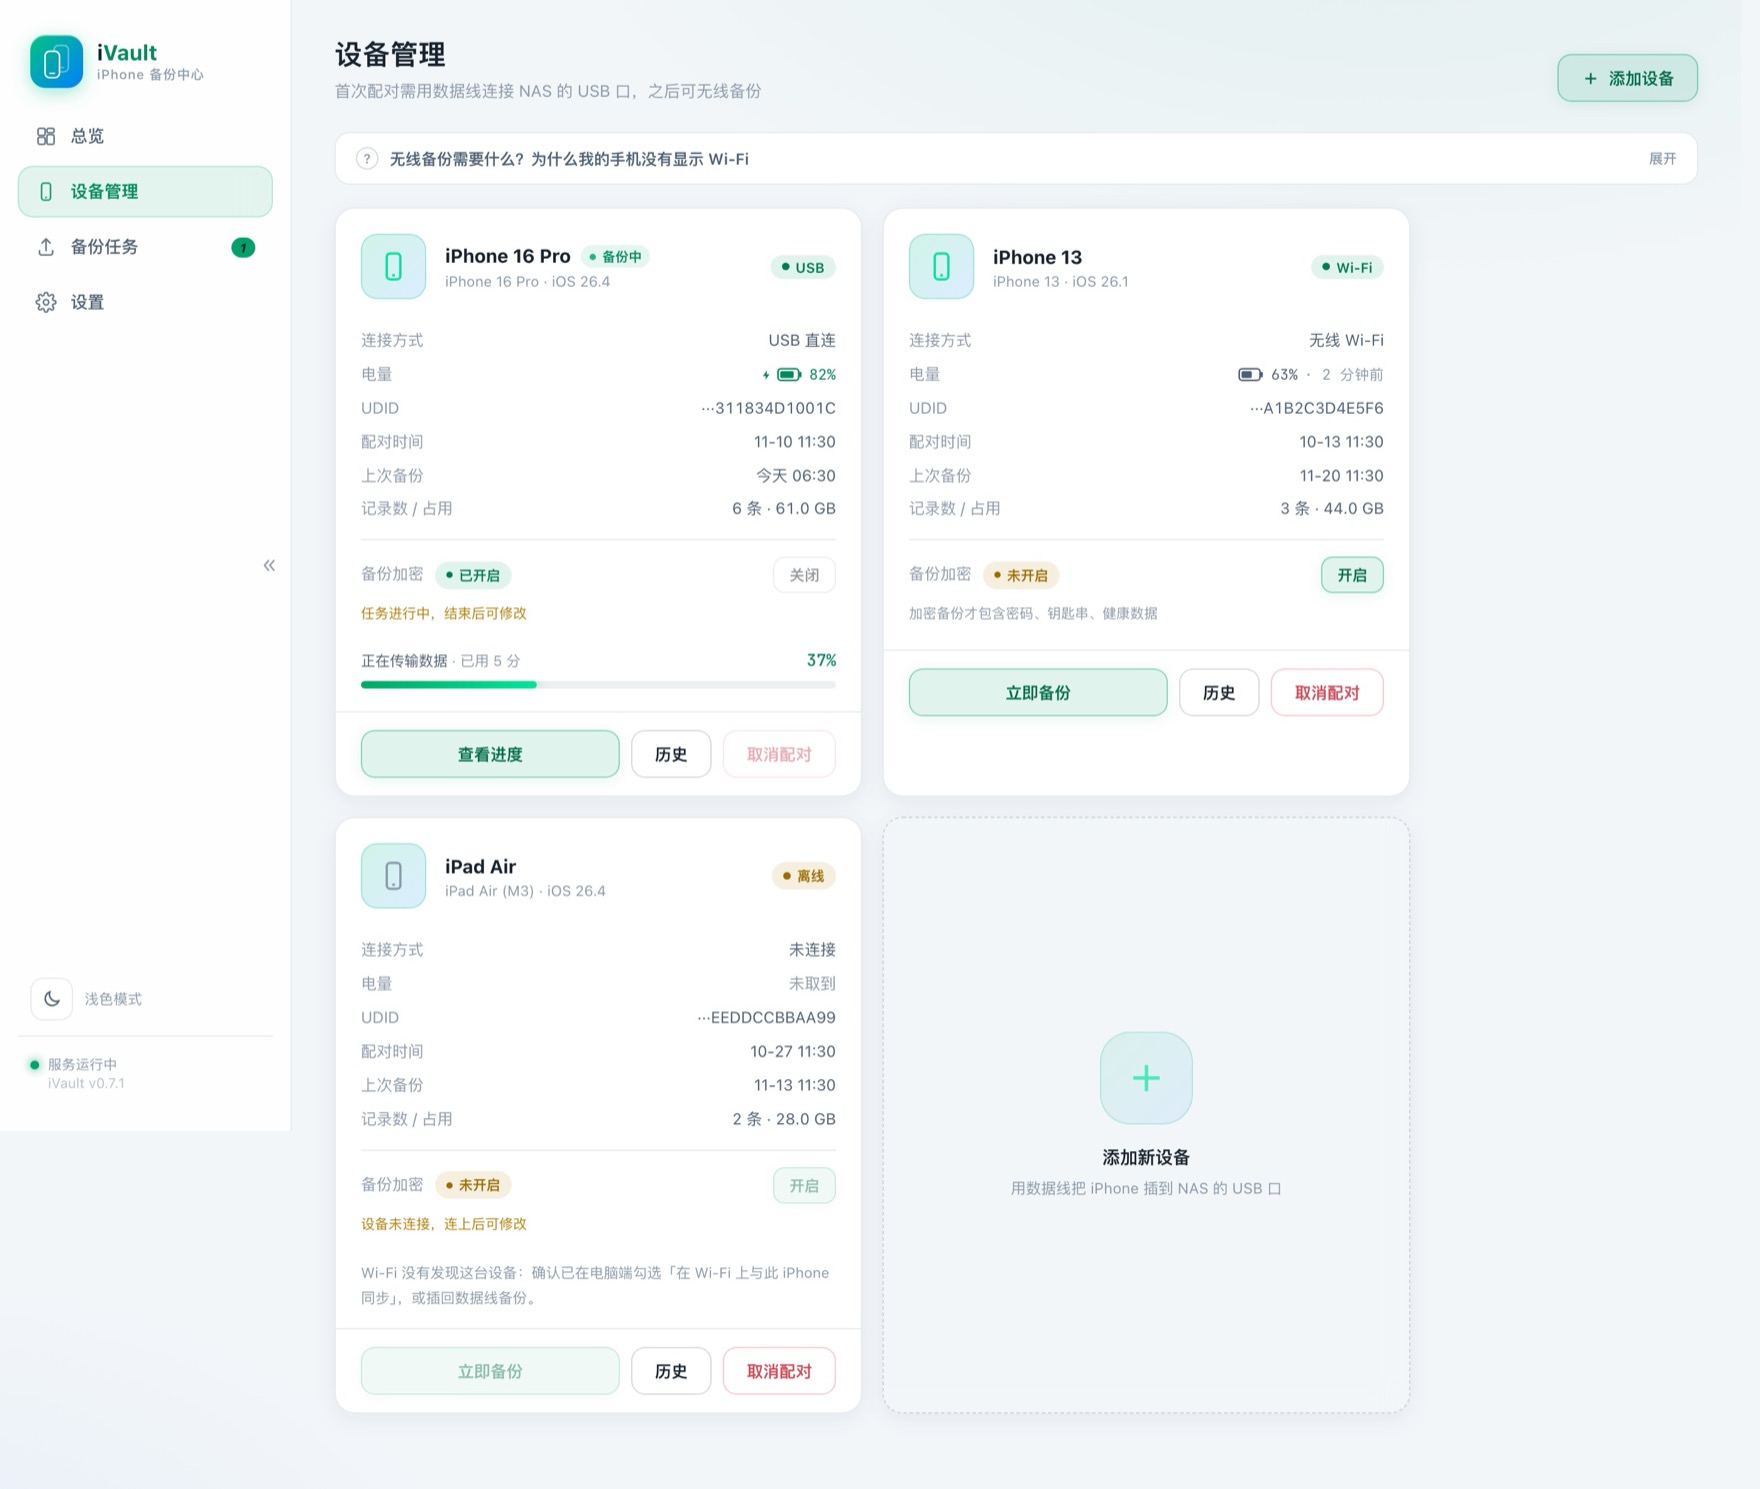 iVault
iPhone 备份中心
总览
设备管理
备份任务
1
设置
浅色模式
服务运行中
iVault v0.7.1
设备管理
首次配对需用数据线连接 NAS 的 USB 口，之后可无线备份
+ 添加设备
? 无线备份需要什么？为什么我的手机没有显示 Wi-Fi
展开
iPhone 16 Pro
备份中
iPhone 16 Pro · iOS 26.4
USB
连接方式 USB 直连
电量 82%
UDID ···311834D1001C
配对时间 11-10 11:30
上次备份 今天 06:30
记录数 / 占用 6 条 · 61.0 GB
备份加密 已开启 关闭
任务进行中，结束后可修改
正在传输数据 · 已用 5 分 37%
查看进度 历史 取消配对
iPhone 13
iPhone 13 · iOS 26.1
Wi-Fi
连接方式 无线 Wi-Fi
电量 63% · 2 分钟前
UDID ···A1B2C3D4E5F6
配对时间 10-13 11:30
上次备份 11-20 11:30
记录数 / 占用 3 条 · 44.0 GB
备份加密 未开启 开启
加密备份才包含密码、钥匙串、健康数据
立即备份 历史 取消配对
iPad Air
iPad Air (M3) · iOS 26.4
离线
连接方式 未连接
电量 未取到
UDID ···EEDDCCBBAA99
配对时间 10-27 11:30
上次备份 11-13 11:30
记录数 / 占用 2 条 · 28.0 GB
备份加密 未开启 开启
设备未连接，连上后可修改
Wi-Fi 没有发现这台设备：确认已在电脑端勾选「在 Wi-Fi 上与此 iPhone
同步」，或插回数据线备份。
立即备份 历史 取消配对
添加新设备
用数据线把 iPhone 插到 NAS 的 USB 口